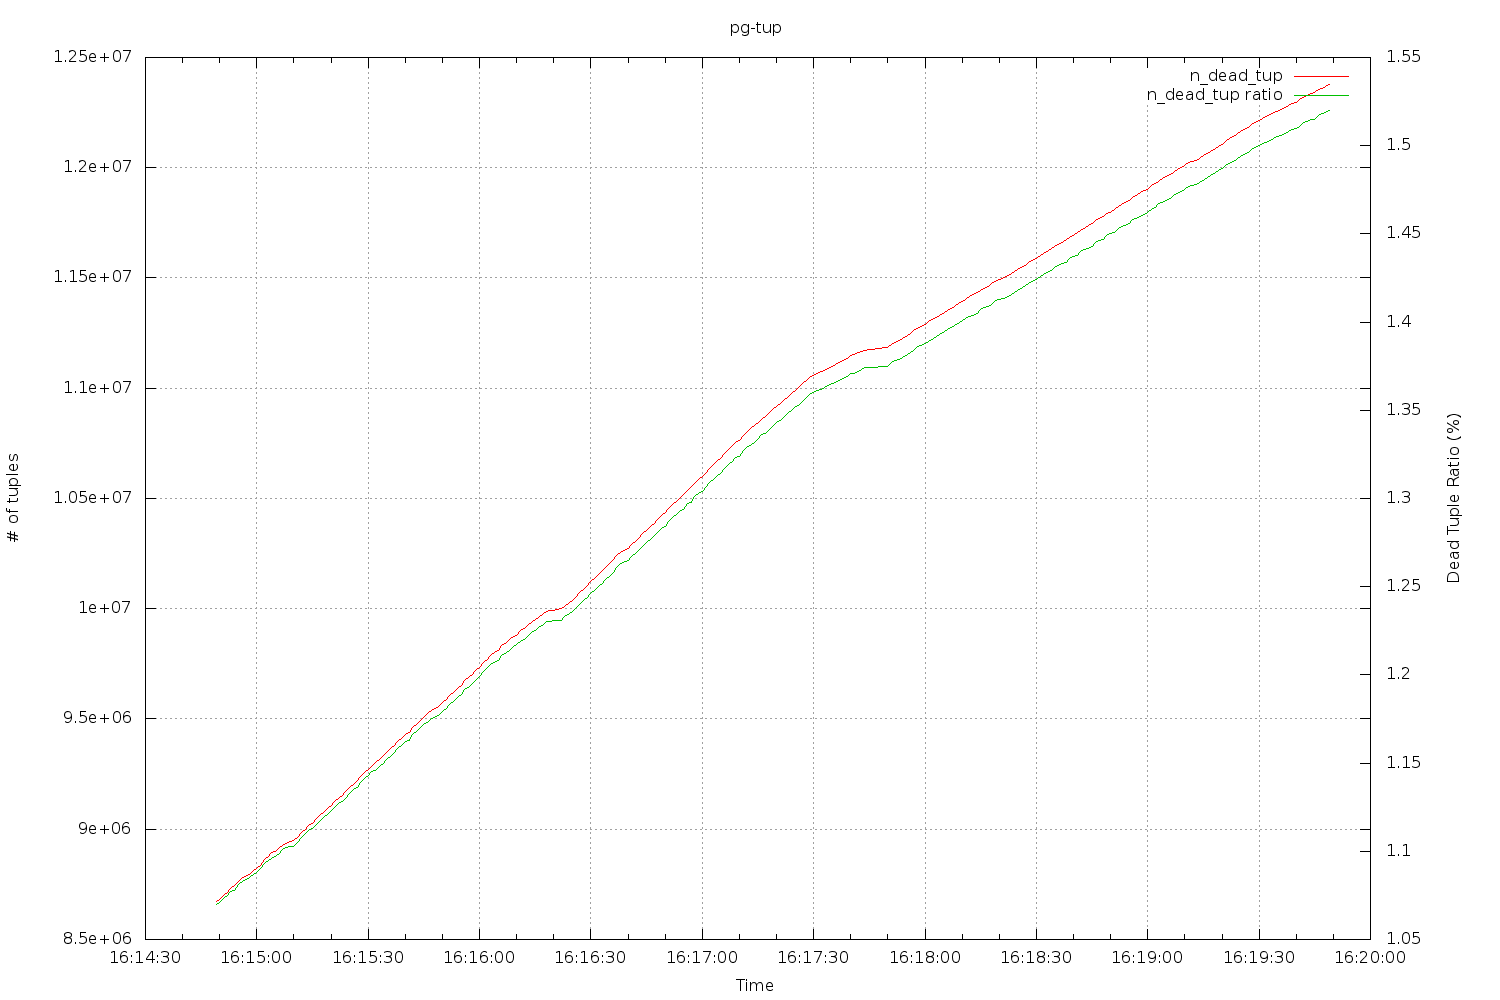 pg-tup
1.25e+07
1.2e+07
1.15e+07
1.1e+07
1.05e+07
1e+07
9.5e+06
9e+06
8.5e+06
# of tuples
n_dead_tup
n_dead_tup ratio
1.55
1.5
1.45
1.4
1.35
1.3
1.25
1.2
1.15
1.1
1.05
Dead Tuple Ratio (%)
16:14:30 16:15:00 16:15:30 16:16:00 16:16:30 16:17:00 16:17:30 16:18:00 16:18:30 16:19:00 16:19:30 16:20:00
Time